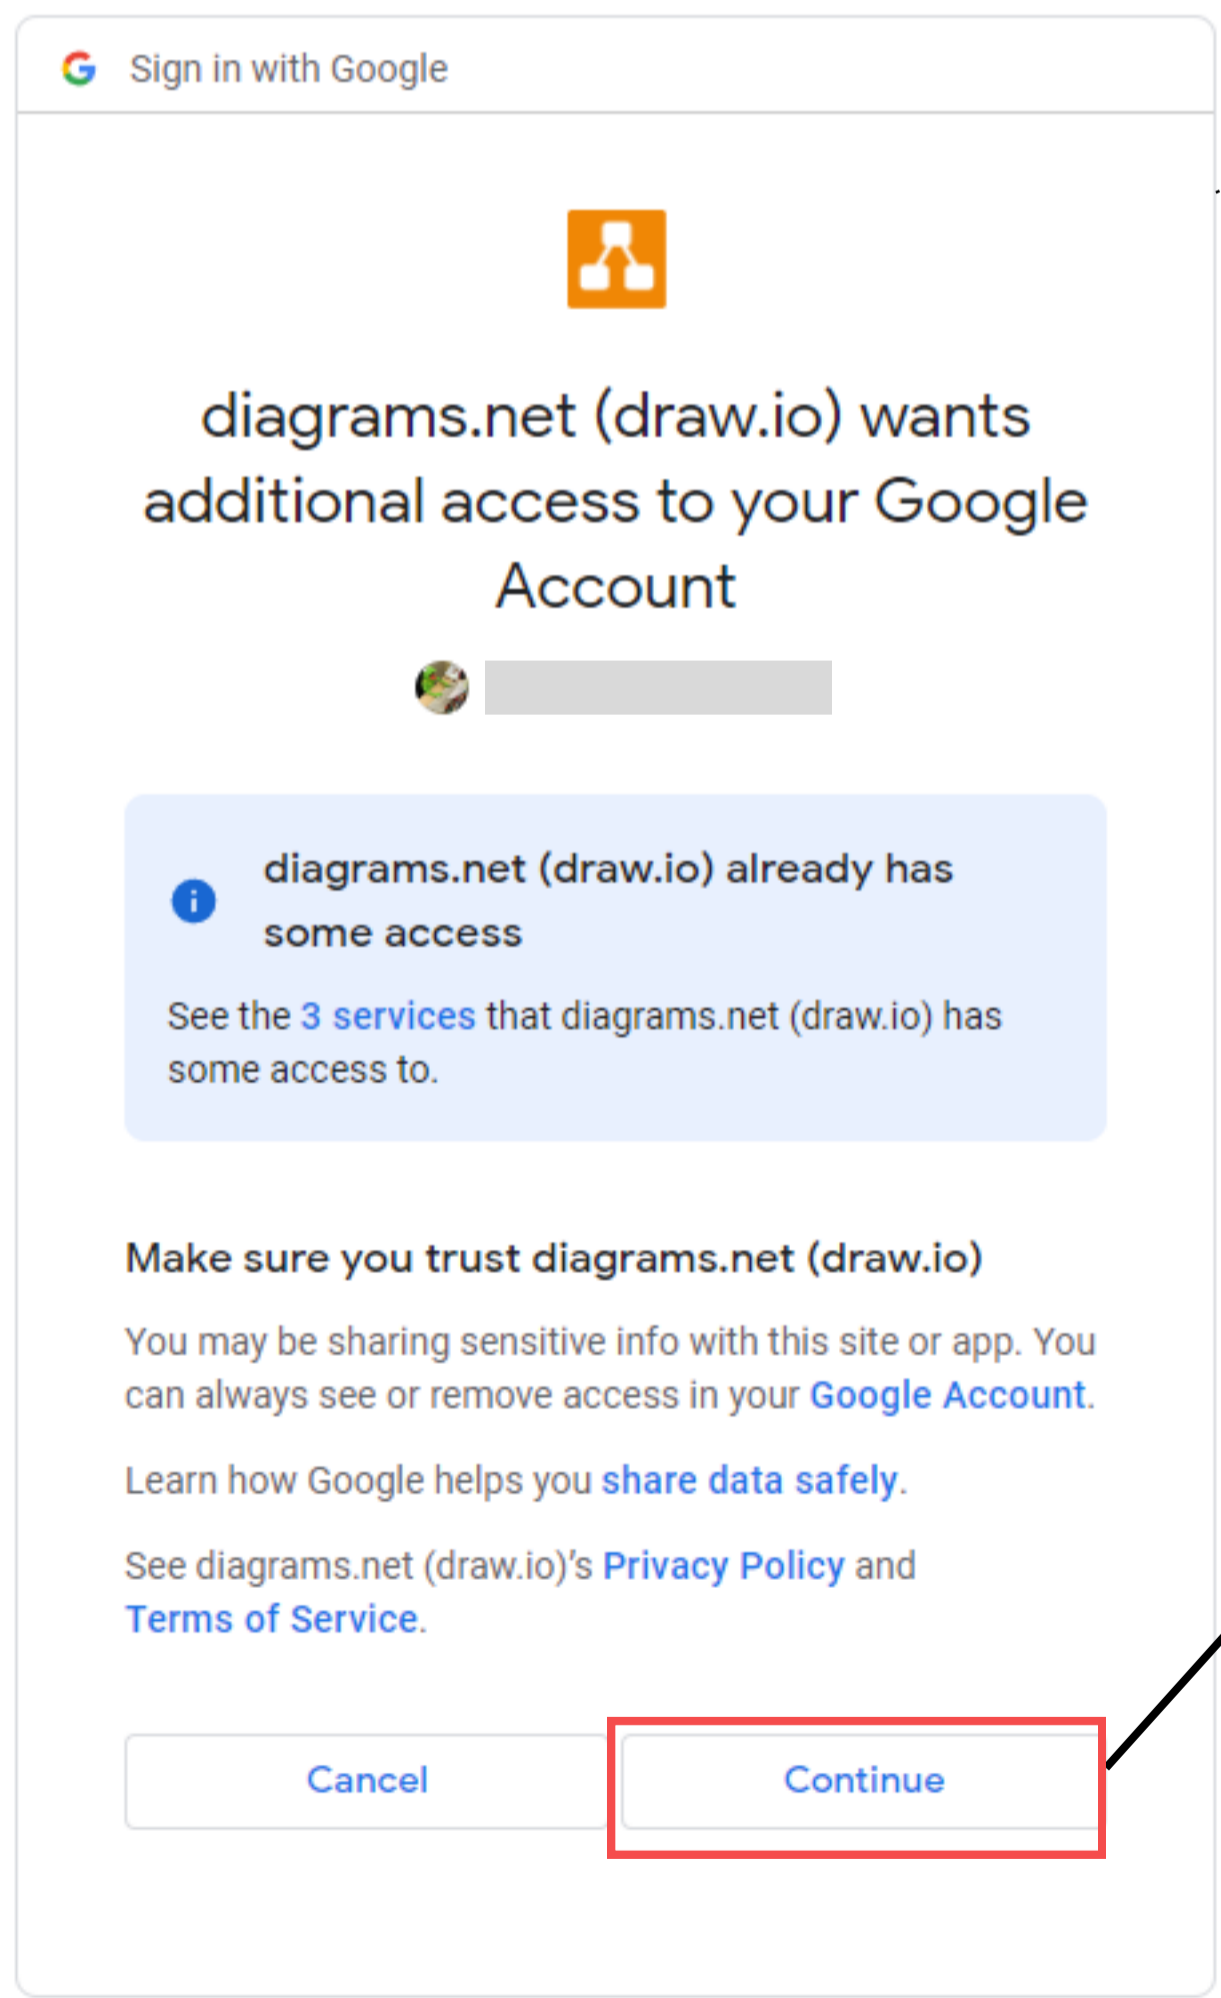 Sign in with Google
diagrams.net (draw.io) wants
additional access to your Google
Account
diagrams.net (draw.io) already has
some access
See the 3 services that diagrams.net (draw.io) has
some access to.
Make sure you trust diagrams.net (draw.io)
You may be sharing sensitive info with this site or app. You
can always see or remove access in your Google Account.
Learn how Google helps you share data safely.
See diagrams.net (draw.io)’s Privacy Policy and
Terms of Service.
Cancel
Continue